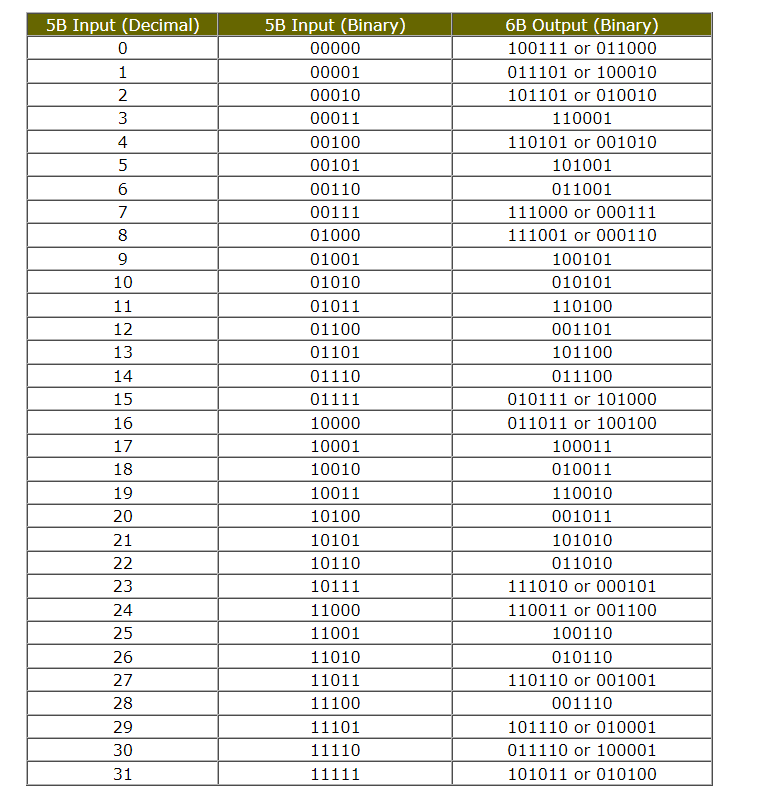 5B Input (Decimal) 5B Input (Binary) 6B Output (Binary)
0 00000 100111 or 011000
1 00001 011101 or 100010
2 00010 101101 or 010010
3 00011 110001
4 00100 110101 or 001010
5 00101 101001
6 00110 011001
7 00111 111000 or 000111
8 01000 111001 or 000110
9 01001 100101
10 01010 010101
11 01011 110100
12 01100 001101
13 01101 101100
14 01110 011100
15 01111 010111 or 101000
16 10000 011011 or 100100
17 10001 100011
18 10010 010011
19 10011 110010
20 10100 001011
21 10101 101010
22 10110 011010
23 10111 111010 or 000101
24 11000 110011 or 001100
25 11001 100110
26 11010 010110
27 11011 110110 or 001001
28 11100 001110
29 11101 101110 or 010001
30 11110 011110 or 100001
31 11111 101011 or 010100